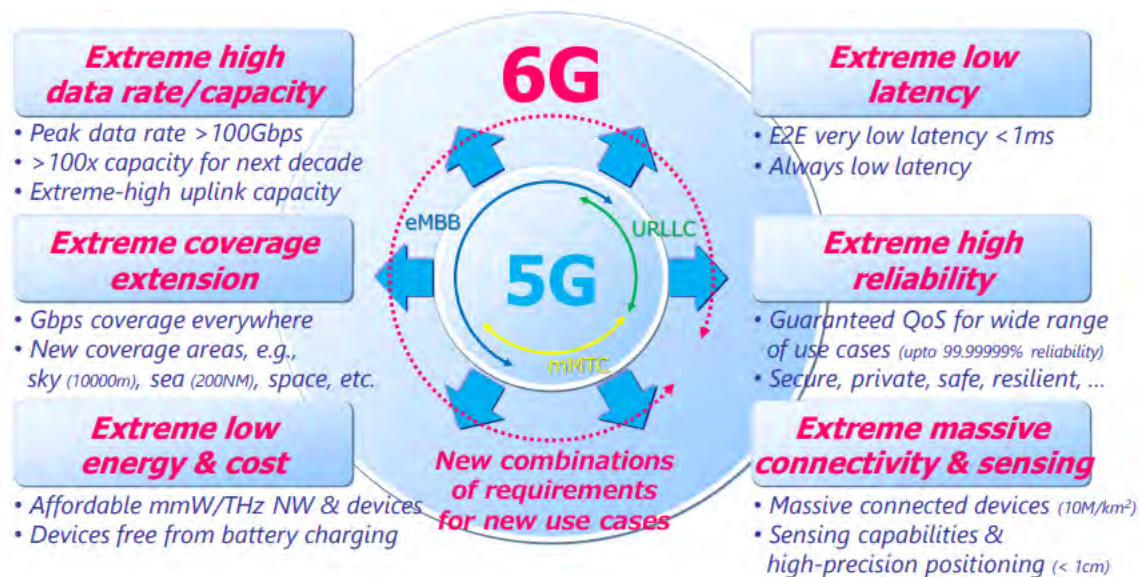 6G
5G
eMBB
URLLC
mMTC
New combinations
of requirements
for new use cases
Extreme high
data rate/capacity
• Peak data rate >100Gbps
• >100x capacity for next decade
• Extreme-high uplink capacity
Extreme coverage
extension
• Gbps coverage everywhere
• New coverage areas, e.g.,
sky (10000m), sea (200NM), space, etc.
Extreme low
energy & cost
• Affordable mmW/THz NW & devices
• Devices free from battery charging
Extreme low
latency
• E2E very low latency <1ms
• Always low latency
Extreme high
reliability
• Guaranteed QoS for wide range
of use cases (upto 99.99999% reliability)
• Secure, private, safe, resilient, ...
Extreme massive
connectivity & sensing
• Massive connected devices (10M/km²)
• Sensing capabilities &
high-precision positioning (< 1cm)